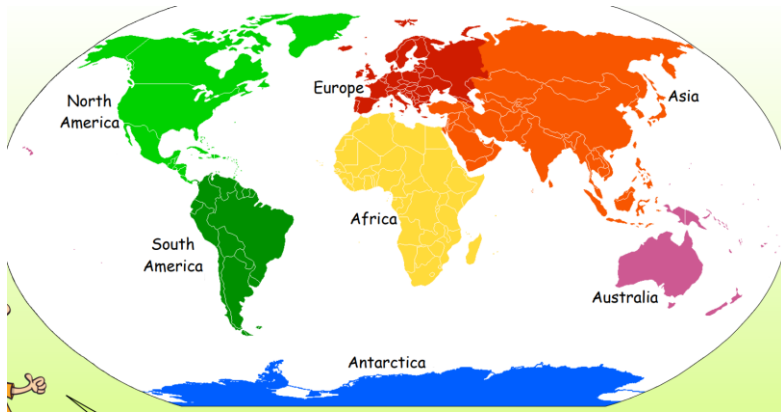 North
America
Europe
Asia
Africa
South
America
Australia
Antarctica